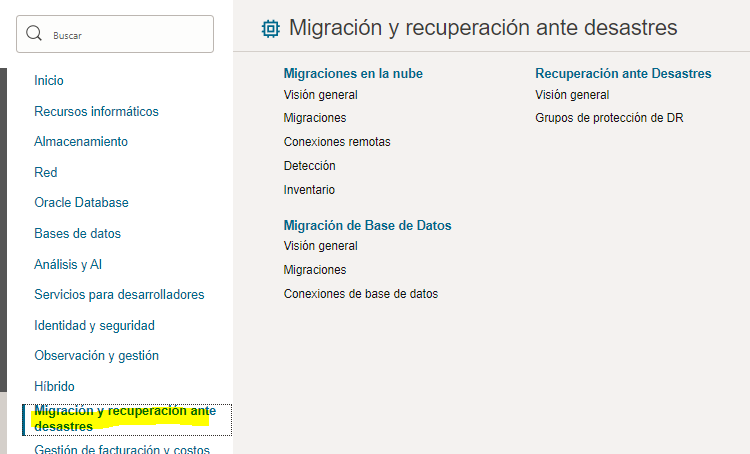 Buscar
Inicio
Recursos informáticos
Almacenamiento
Red
Oracle Database
Bases de datos
Análisis y AI
Servicios para desarrolladores
Identidad y seguridad
Observación y gestión
Híbrido
Migración y recuperación ante
desastres
Gestión de facturación y costos
Migración y recuperación ante desastres
Migraciones en la nube
Visión general
Migraciones
Conexiones remotas
Detección
Inventario
Migración de Base de Datos
Visión general
Migraciones
Conexiones de base de datos
Recuperación ante Desastres
Visión general
Grupos de protección de DR